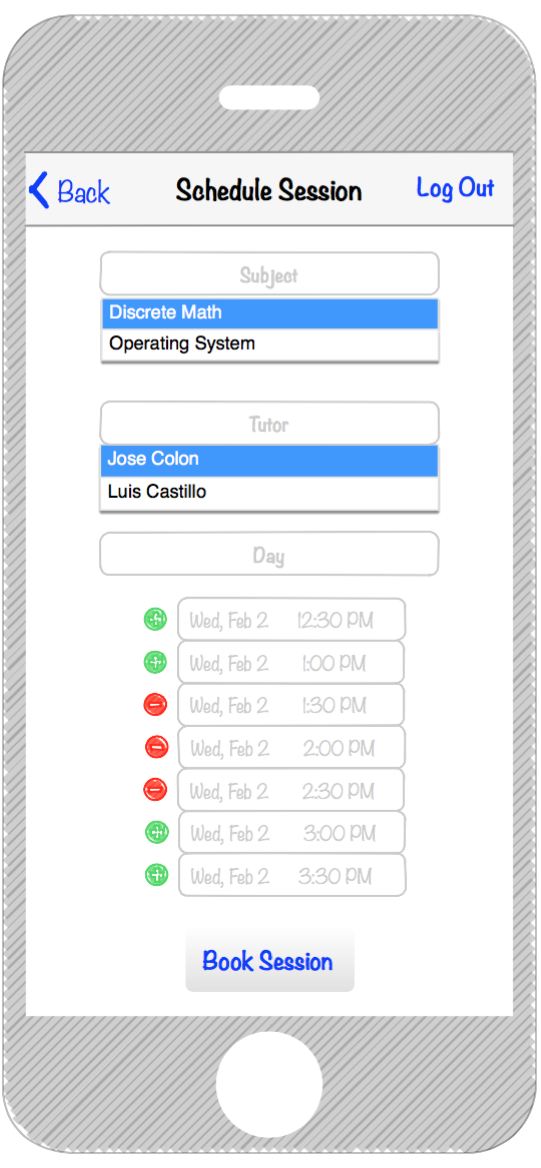 Back Schedule Session Log Out
Subject
Discrete Math
Operating System
Tutor
Jose Colon
Luis Castillo
Day
Wed, Feb 2 12:30 PM
Wed, Feb 2 1:00 PM
Wed, Feb 2 1:30 PM
Wed, Feb 2 2:00 PM
Wed, Feb 2 2:30 PM
Wed, Feb 2 3:00 PM
Wed, Feb 2 3:30 PM
Book Session